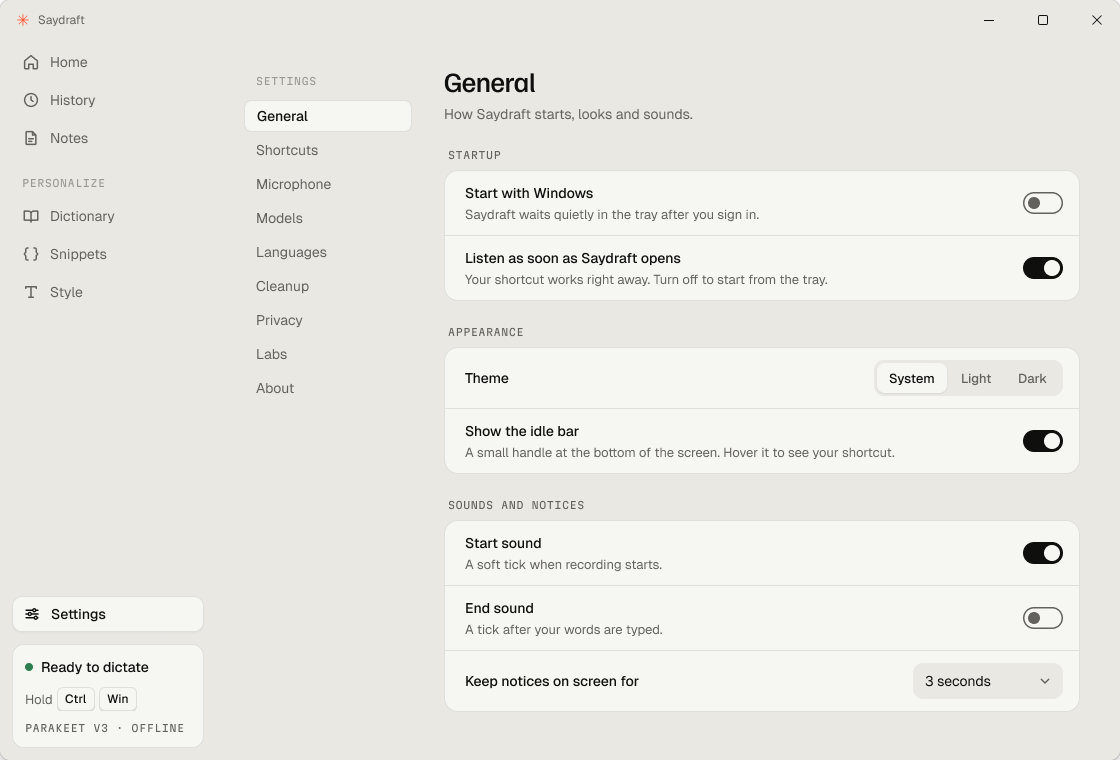 Saydraft
Home
History
Notes
PERSONALIZE
Dictionary
Snippets
Style
Settings
Ready to dictate
Hold Ctrl Win
PARAKEET V3 · OFFLINE
SETTINGS
General
Shortcuts
Microphone
Models
Languages
Cleanup
Privacy
Labs
About
General
How Saydraft starts, looks and sounds.
STARTUP
Start with Windows
Saydraft waits quietly in the tray after you sign in.
Listen as soon as Saydraft opens
Your shortcut works right away. Turn off to start from the tray.
APPEARANCE
Theme
System Light Dark
Show the idle bar
A small handle at the bottom of the screen. Hover it to see your shortcut.
SOUNDS AND NOTICES
Start sound
A soft tick when recording starts.
End sound
A tick after your words are typed.
Keep notices on screen for
3 seconds